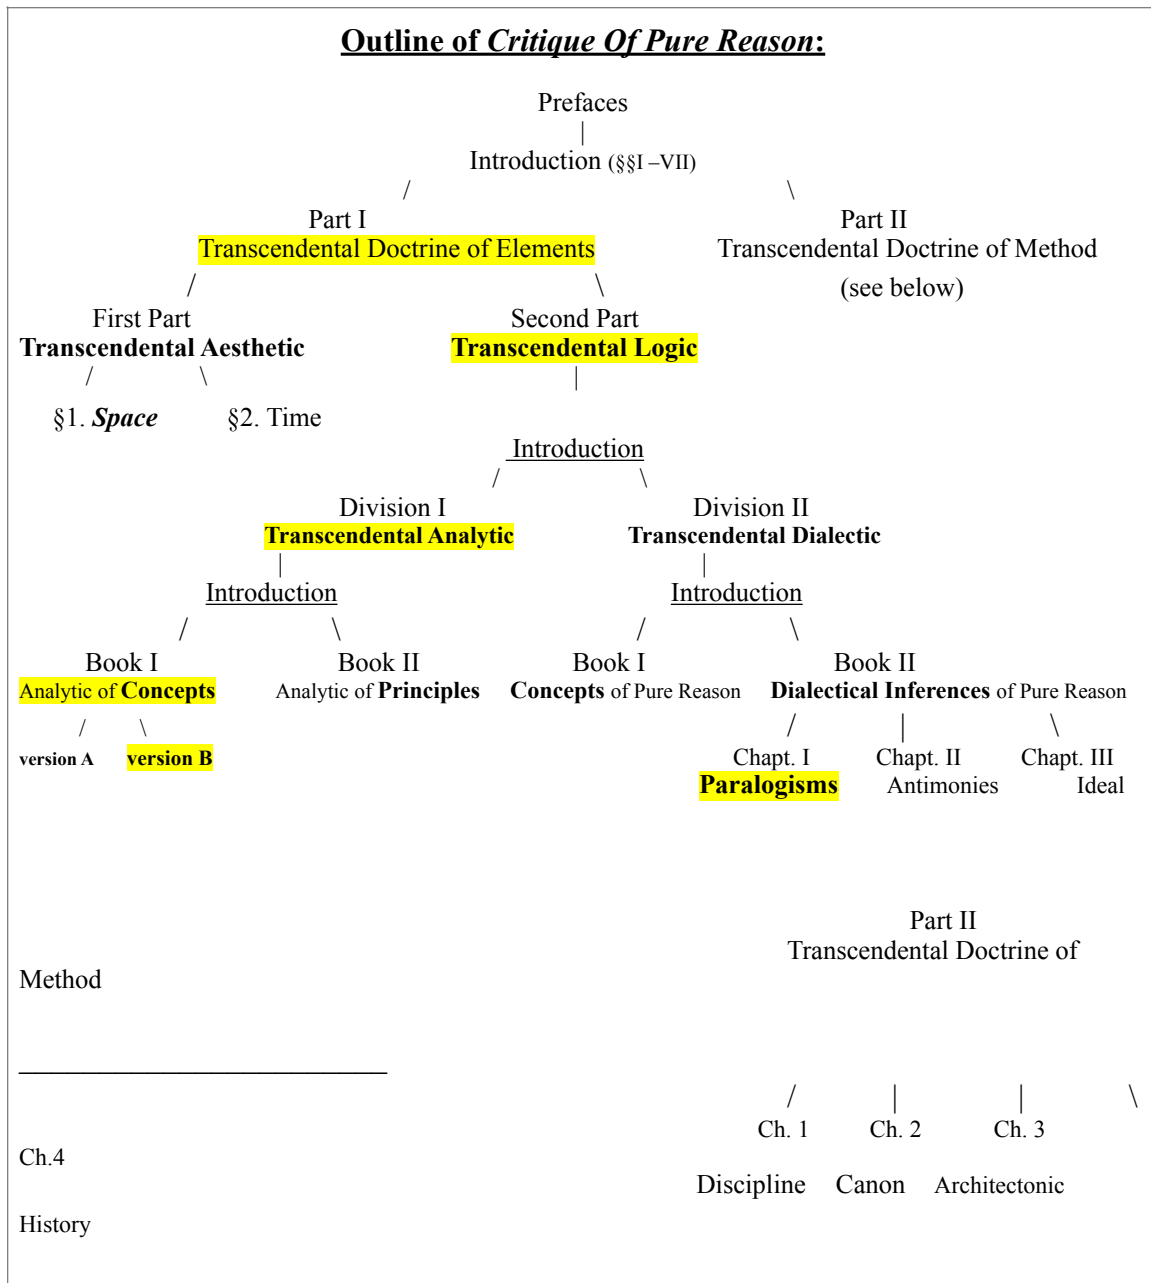 Outline of Critique Of Pure Reason:
Prefaces
|
Introduction (§§I –VII)
/ \
Part I Part II
Transcendental Doctrine of Elements Transcendental Doctrine of Method
/ \ (see below)
First Part Second Part
Transcendental Aesthetic Transcendental Logic
/ \ |
§1. Space §2. Time
Introduction
/ \
Division I Division II
Transcendental Analytic Transcendental Dialectic
| |
Introduction Introduction
/ \ / \
Book I Book II Book I Book II
Analytic of Concepts Analytic of Principles Concepts of Pure Reason Dialectical Inferences of Pure Reason
/ \ / | \
version A version B Chapt. I Chapt. II Chapt. III
Paralogisms Antimonies Ideal
Part II
Transcendental Doctrine of
Method
___________________________
/ | | \
Ch. 1 Ch. 2 Ch. 3
Ch.4
Discipline Canon Architectonic
History